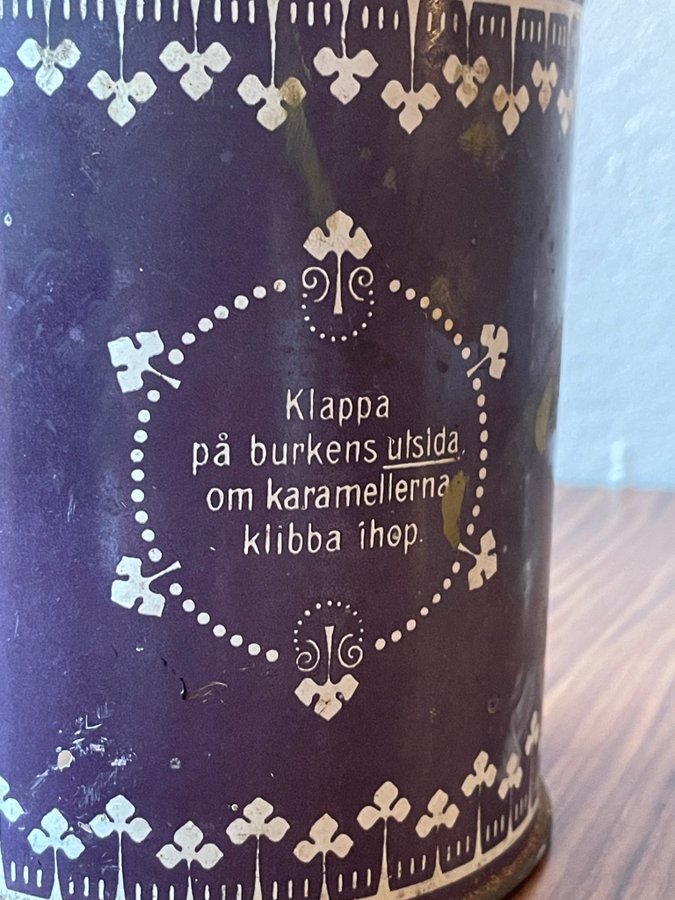 Klappa
på burkens utsida,
om karamellerna
klibba ihop.